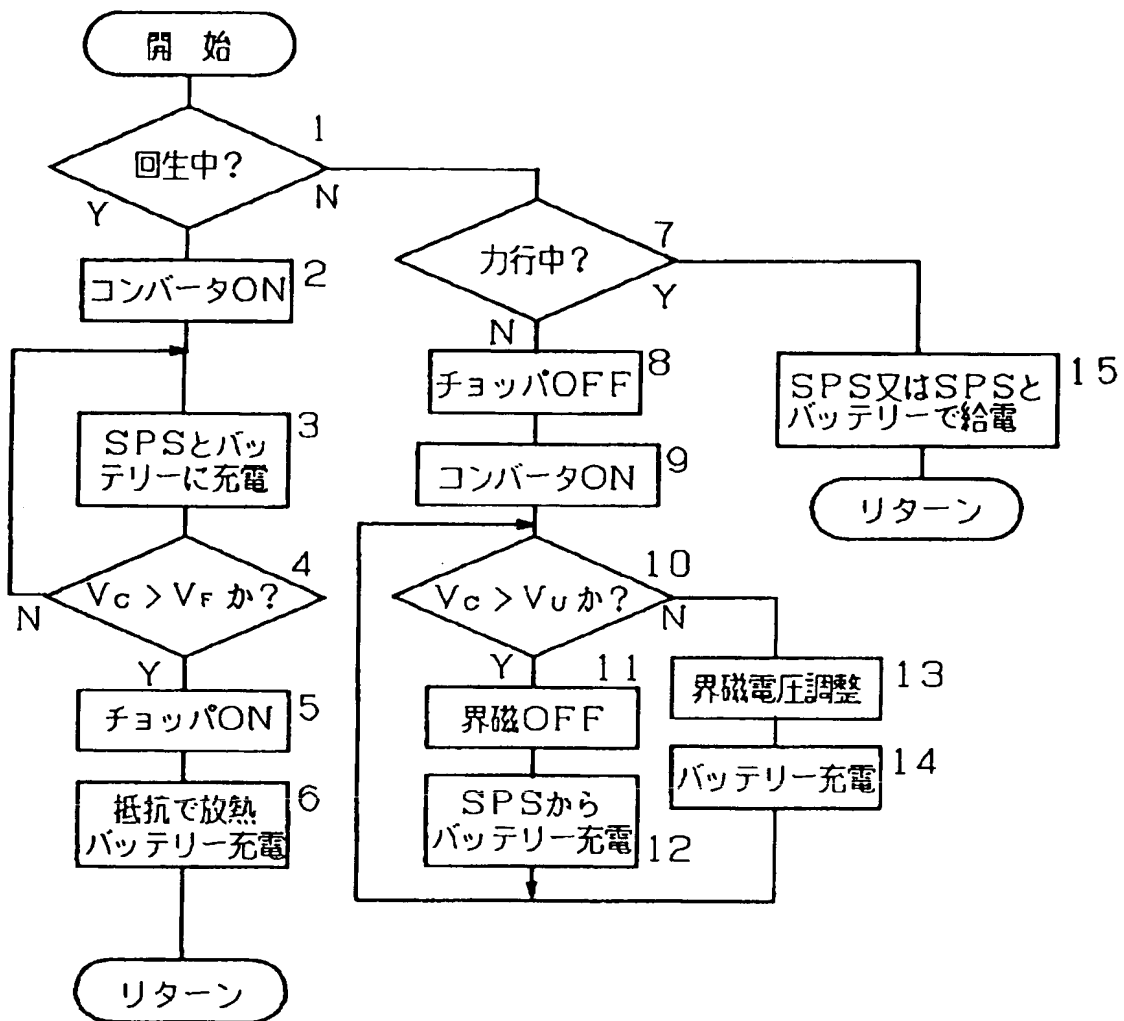 開始
1
回生中?
Y
N
コンバータON
2
SPSとバッ
テリーに充電
3
VC>VFか?
4
N
Y
チョッパON
5
抵抗で放熱
バッテリー充電
6
リターン
力行中?
7
Y
N
チョッパOFF
8
コンバータON
9
VC>VUか?
10
N
Y
界磁OFF
11
SPSから
バッテリー充電
12
界磁電圧調整
13
バッテリー充電
14
SPS又はSPSと
バッテリーで給電
15
リターン